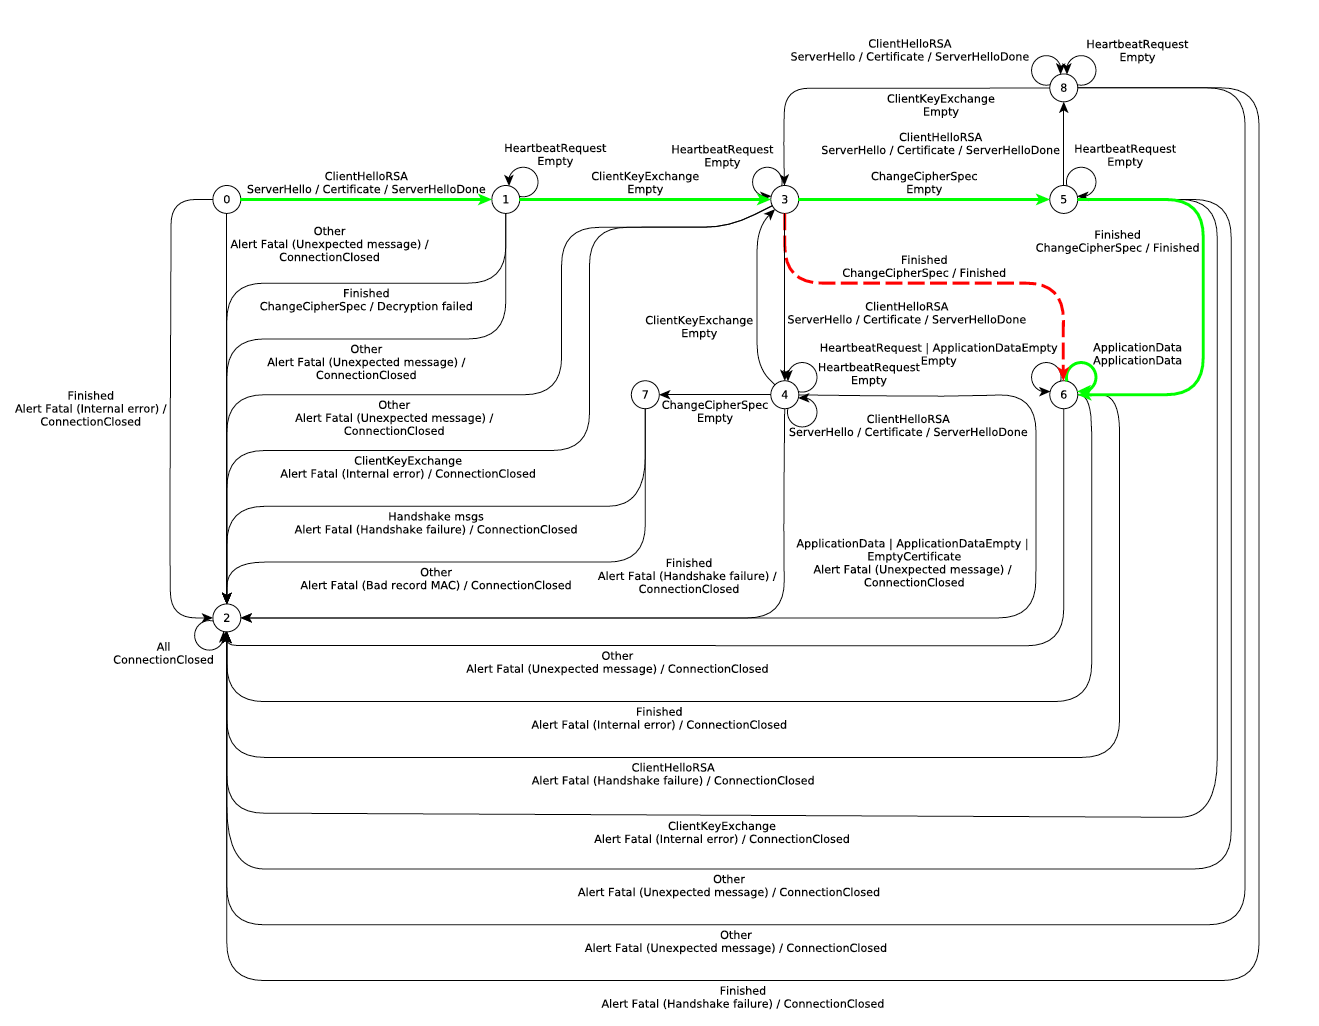 ClientHelloRSA
ServerHello / Certificate / ServerHelloDone
HeartbeatRequest
Empty
8
ClientKeyExchange
Empty
ClientHelloRSA
ServerHello / Certificate / ServerHelloDone
HeartbeatRequest
Empty
HeartbeatRequest
Empty
HeartbeatRequest
Empty
ClientHelloRSA
ServerHello / Certificate / ServerHelloDone
ClientKeyExchange
Empty
ChangeCipherSpec
Empty
0
1
3
5
Other
Alert Fatal (Unexpected message) /
ConnectionClosed
Finished
ChangeCipherSpec / Finished
Finished
ChangeCipherSpec / Finished
Finished
ChangeCipherSpec / Decryption failed
ClientKeyExchange
Empty
ClientHelloRSA
ServerHello / Certificate / ServerHelloDone
Other
Alert Fatal (Unexpected message) /
ConnectionClosed
HeartbeatRequest | ApplicationDataEmpty
Empty
ApplicationData
ApplicationData
HeartbeatRequest
Empty
7
4
6
Finished
Alert Fatal (Internal error) /
ConnectionClosed
Other
Alert Fatal (Unexpected message) /
ConnectionClosed
ChangeCipherSpec
Empty
ClientHelloRSA
ServerHello / Certificate / ServerHelloDone
ClientKeyExchange
Alert Fatal (Internal error) / ConnectionClosed
Handshake msgs
Alert Fatal (Handshake failure) / ConnectionClosed
ApplicationData | ApplicationDataEmpty |
EmptyCertificate
Alert Fatal (Unexpected message) /
ConnectionClosed
Other
Alert Fatal (Bad record MAC) / ConnectionClosed
Finished
Alert Fatal (Handshake failure) /
ConnectionClosed
2
All
ConnectionClosed
Other
Alert Fatal (Unexpected message) / ConnectionClosed
Finished
Alert Fatal (Internal error) / ConnectionClosed
ClientHelloRSA
Alert Fatal (Handshake failure) / ConnectionClosed
ClientKeyExchange
Alert Fatal (Internal error) / ConnectionClosed
Other
Alert Fatal (Unexpected message) / ConnectionClosed
Other
Alert Fatal (Unexpected message) / ConnectionClosed
Finished
Alert Fatal (Handshake failure) / ConnectionClosed